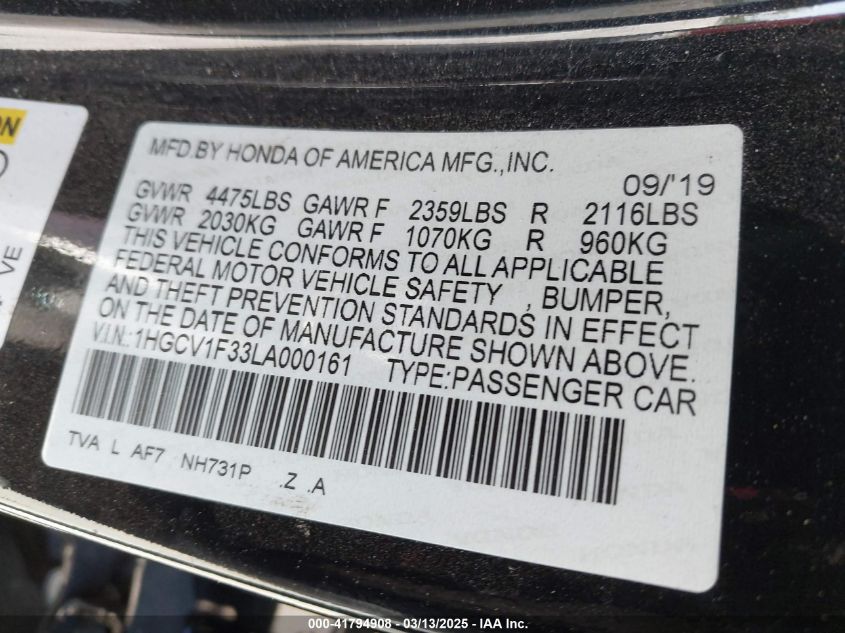 ON
VE
MFD.BY HONDA OF AMERICA MFG.,INC.
09/'19
GVWR 4475LBS GAWR F 2359LBS R 2116LBS
GVWR 2030KG GAWR F 1070KG R 960KG
THIS VEHICLE CONFORMS TO ALL APPLICABLE
FEDERAL MOTOR VEHICLE SAFETY , BUMPER,
AND THEFT PREVENTION STANDARDS IN EFFECT
ON THE DATE OF MANUFACTURE SHOWN ABOVE.
V.I.N.:1HGCV1F33LA000161 TYPE:PASSENGER CAR
TVA L AF7 NH731P .Z .A
000-41794908 - 03/13/2025 - IAA, Inc.